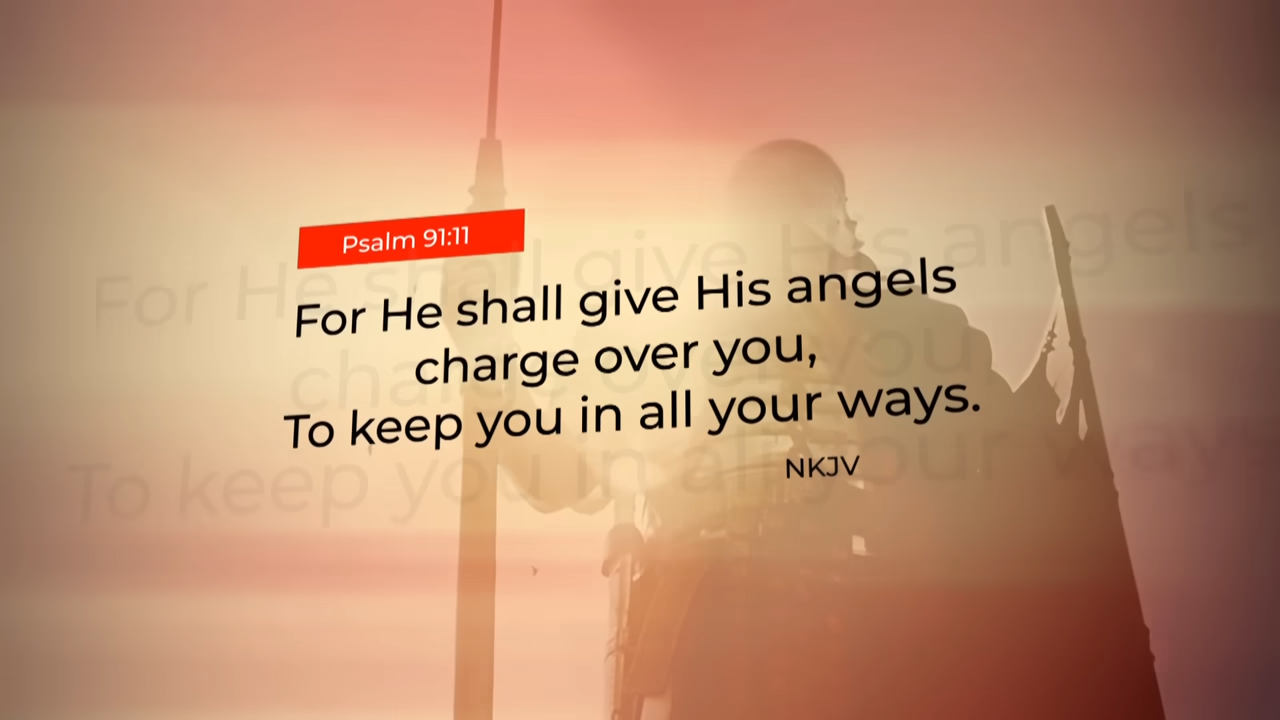 Psalm 91:11
For He shall give His angels
charge over you,
To keep you in all your ways.
NKJV